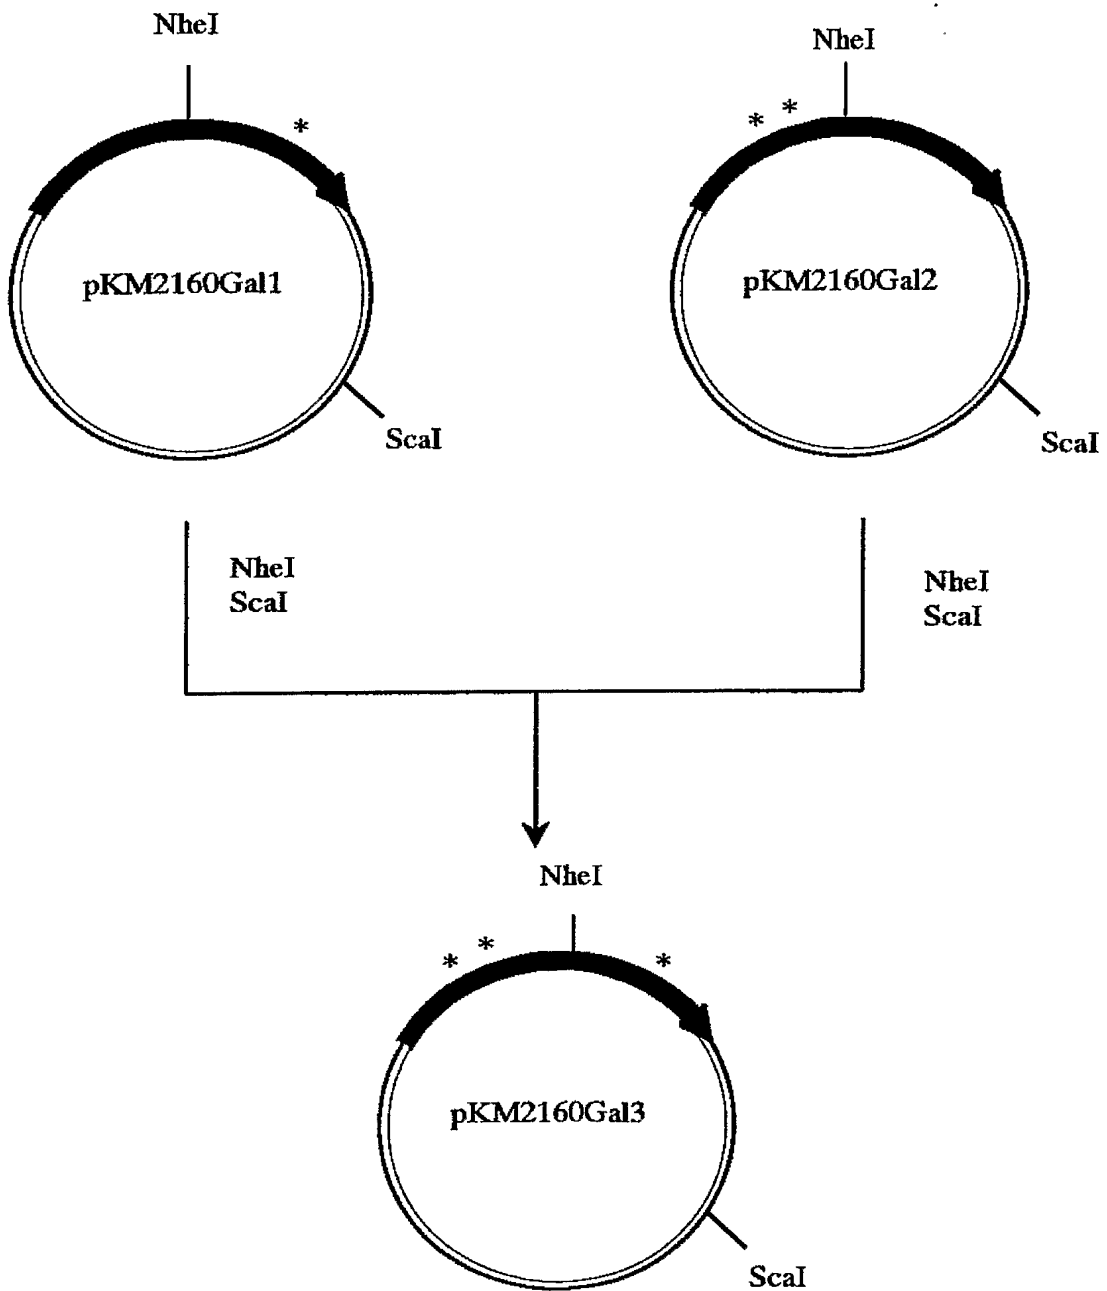 NheI
NheI
*
* *
pKM2160Gal1
pKM2160Gal2
ScaI
ScaI
NheI
ScaI
NheI
ScaI
NheI
* * *
pKM2160Gal3
ScaI